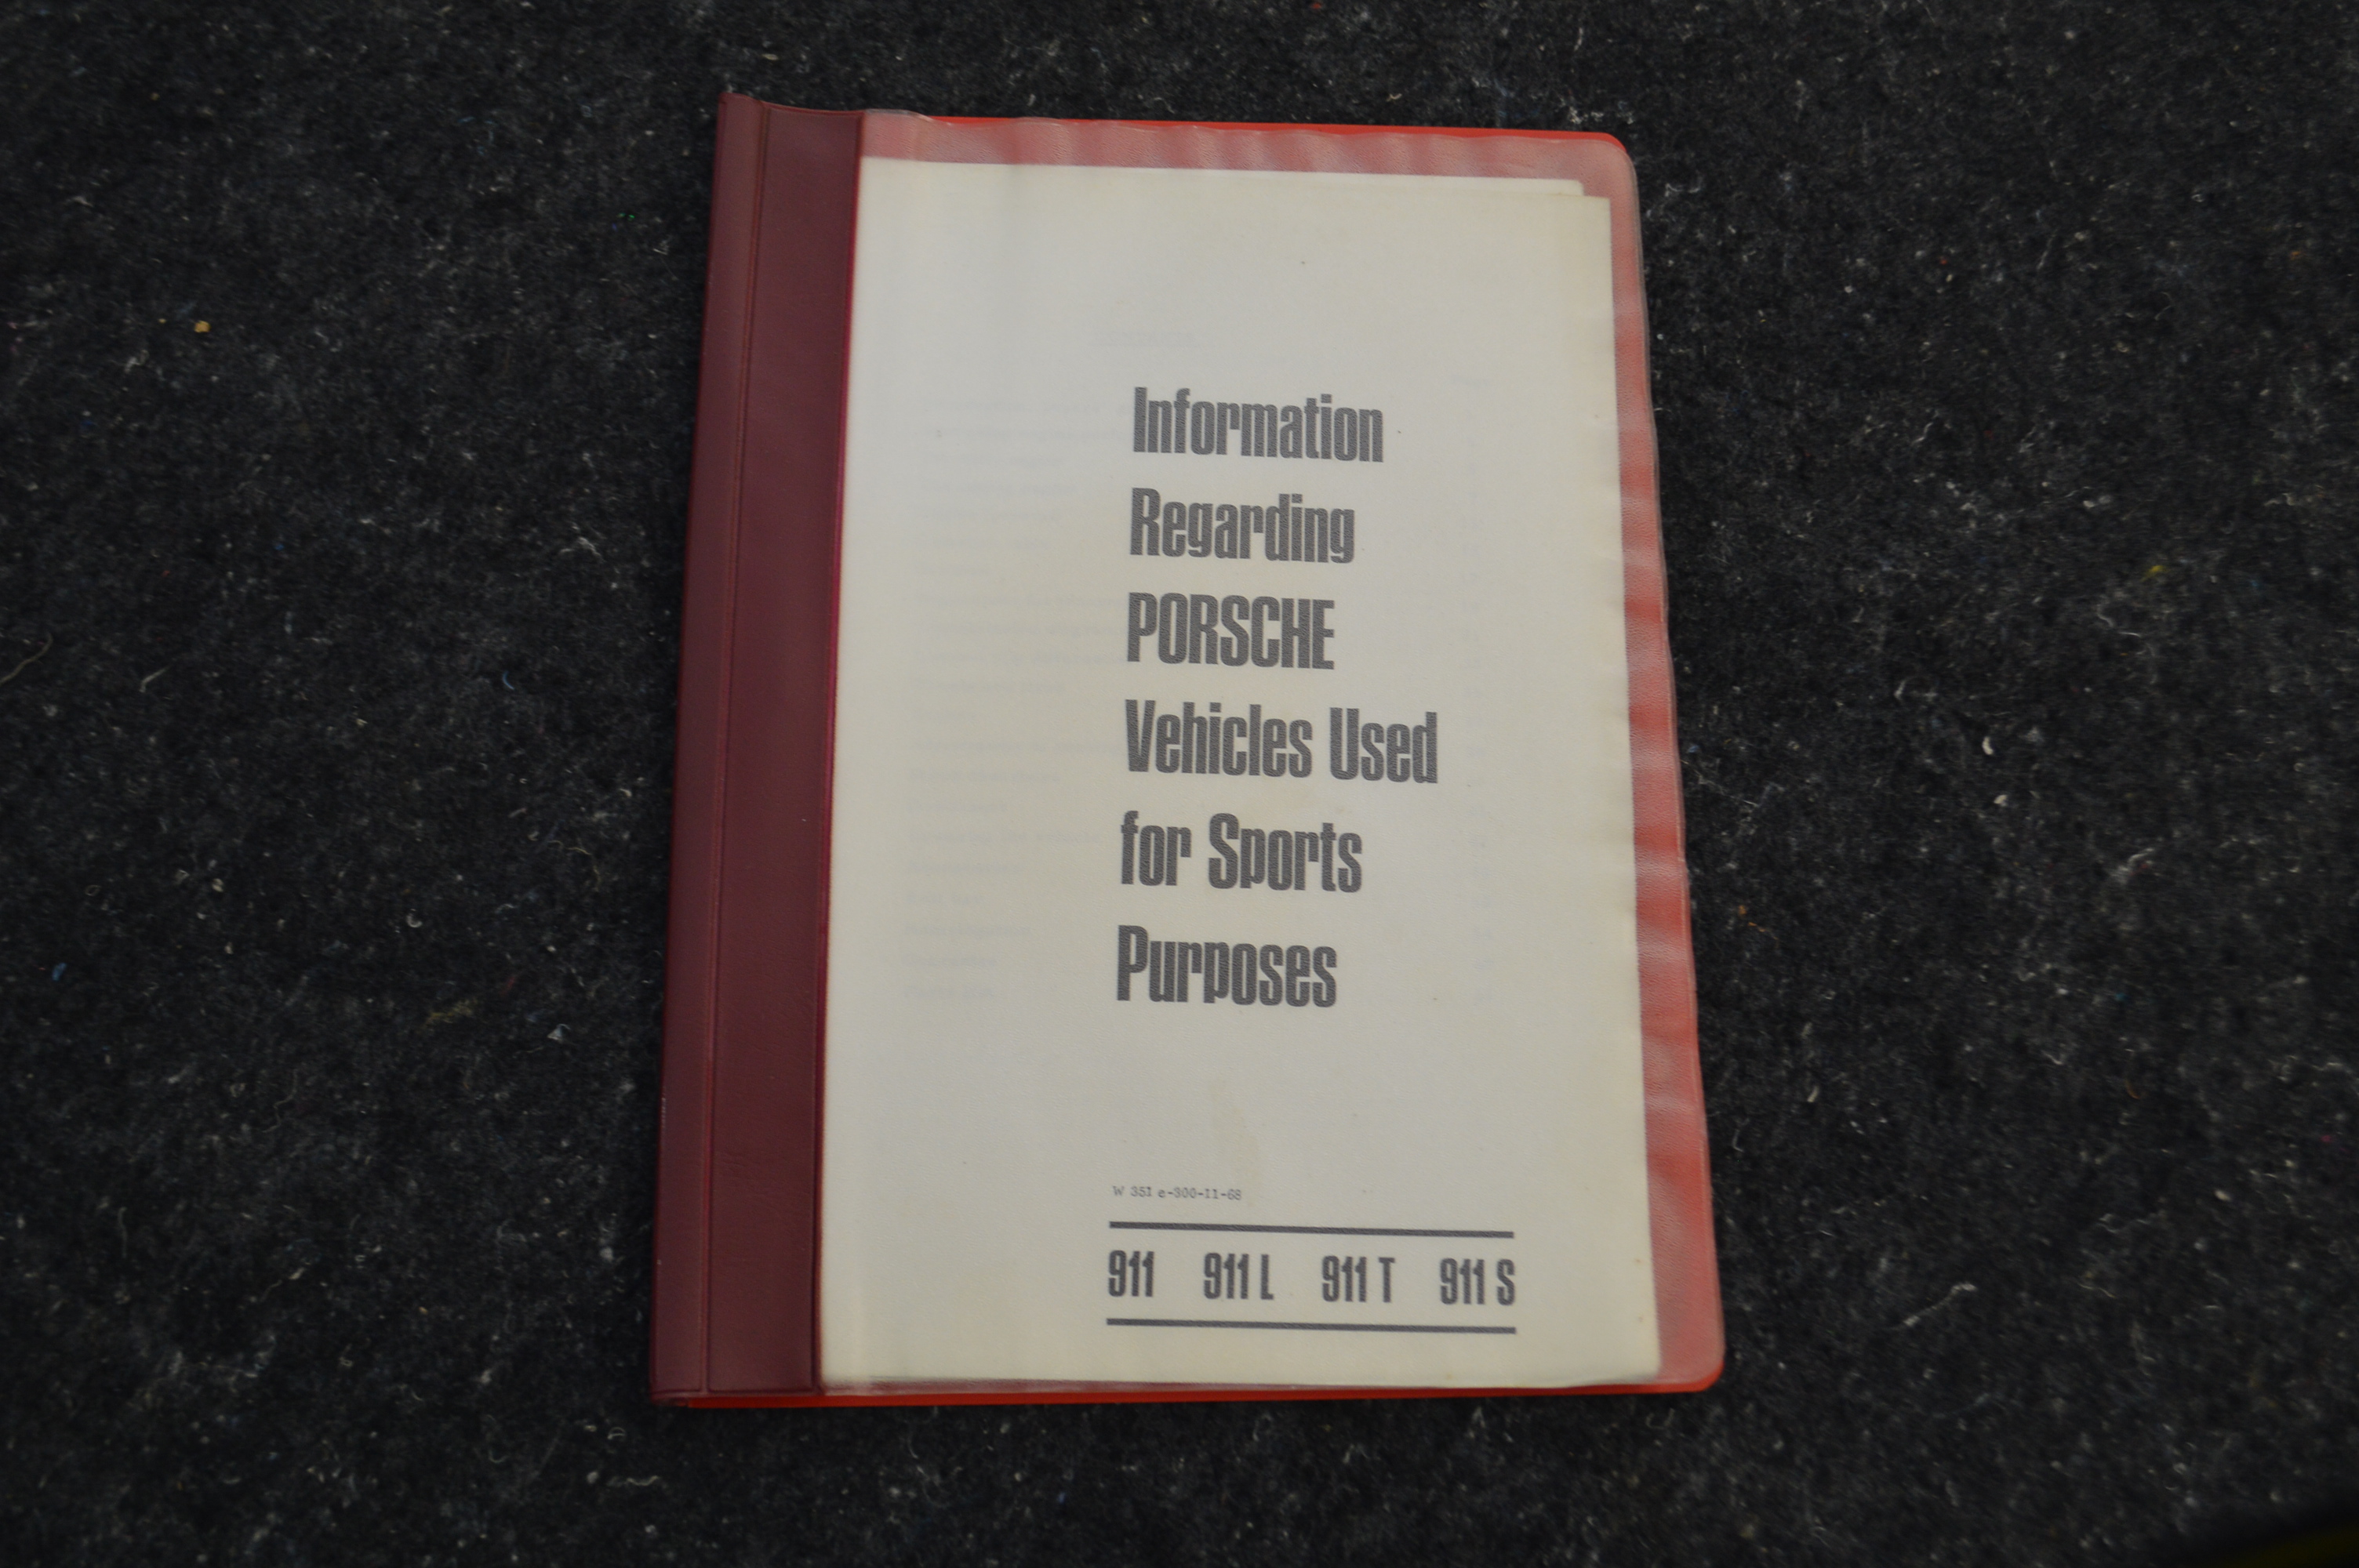 Information
Regarding
PORSCHE
Vehicles Used
for Sports
Purposes
W 351 e-300-11-68
911 911 L 911 T 911 S